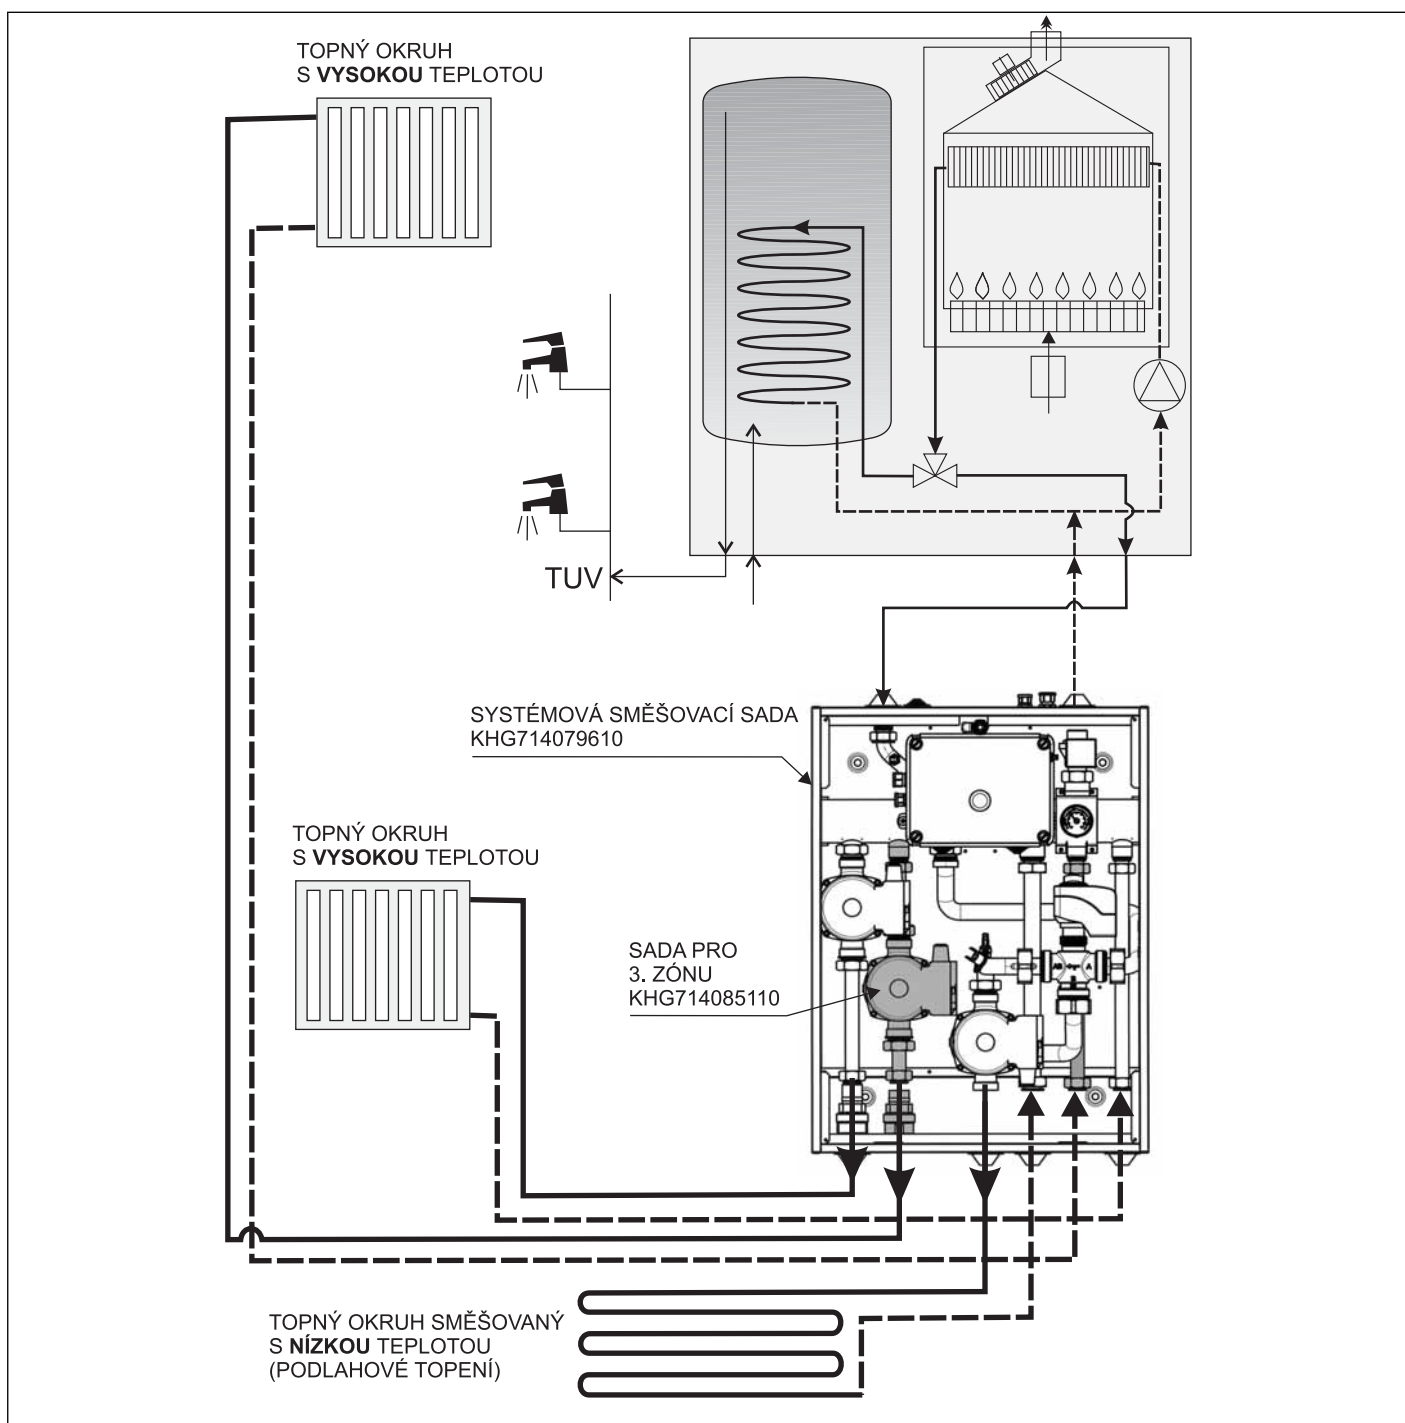 TOPNÝ OKRUH
S VYSOKOU TEPLOTOU
TUV
SYSTÉMOVÁ SMĚŠOVACÍ SADA
KHG714079610
TOPNÝ OKRUH
S VYSOKOU TEPLOTOU
SADA PRO
3. ZÓNU
KHG714085110
AB A
TOPNÝ OKRUH SMĚŠOVANÝ
S NÍZKOU TEPLOTOU
(PODLAHOVÉ TOPENÍ)